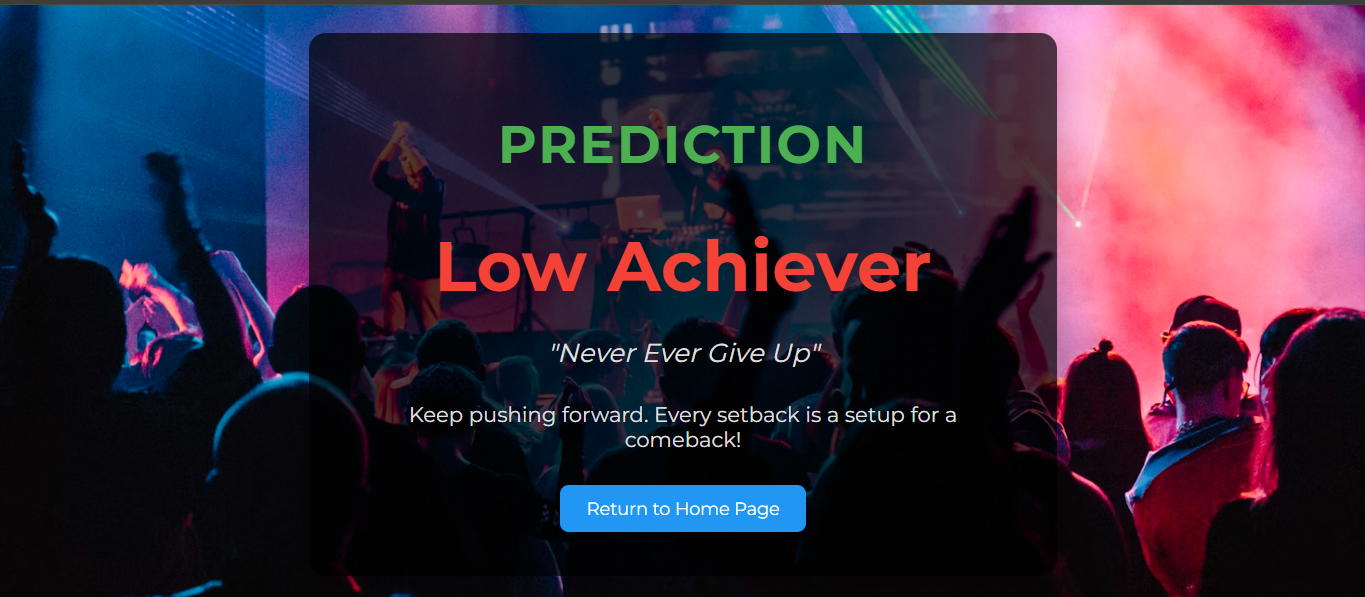 PREDICTION
Low Achiever
"Never Ever Give Up"
Keep pushing forward. Every setback is a setup for a
comeback!
Return to Home Page